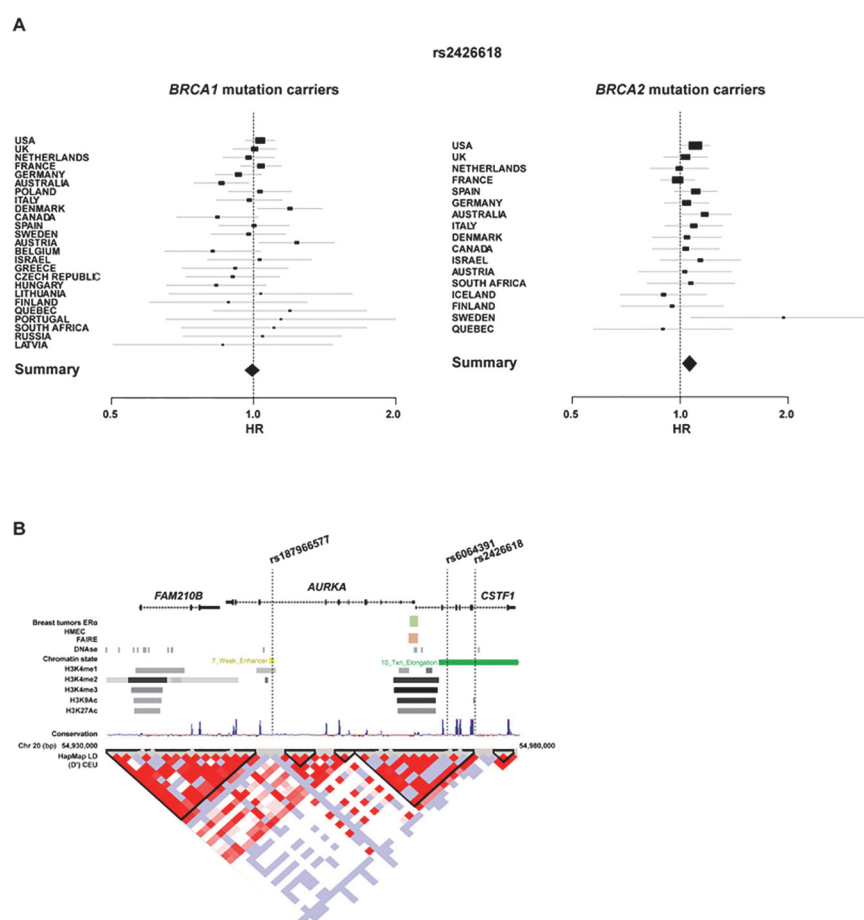 A
rs2426618
BRCA1 mutation carriers
USA
UK
NETHERLANDS
FRANCE
GERMANY
AUSTRALIA
POLAND
ITALY
DENMARK
CANADA
SPAIN
SWEDEN
AUSTRIA
BELGIUM
ISRAEL
GREECE
CZECH REPUBLIC
HUNGARY
LITHUANIA
FINLAND
QUEBEC
PORTUGAL
SOUTH AFRICA
RUSSIA
LATVIA
Summary
0.5 1.0 2.0
HR
BRCA2 mutation carriers
USA
UK
NETHERLANDS
FRANCE
SPAIN
GERMANY
AUSTRALIA
ITALY
DENMARK
CANADA
ISRAEL
AUSTRIA
SOUTH AFRICA
ICELAND
FINLAND
SWEDEN
QUEBEC
Summary
0.5 1.0 2.0
HR
B
rs187966577 rs6064391 rs2426618
FAM210B AURKA CSTF1
Breast tumors ERα
HMEC
FAIRE
DNAse
Chromatin state 7_Weak_Enhancer 10_Txn_Elongation
H3K4me1
H3K4me2
H3K4me3
H3K9Ac
H3K27Ac
Conservation
Chr 20 (bp) 54,930,000 54,980,000
HapMap LD
(D') CEU